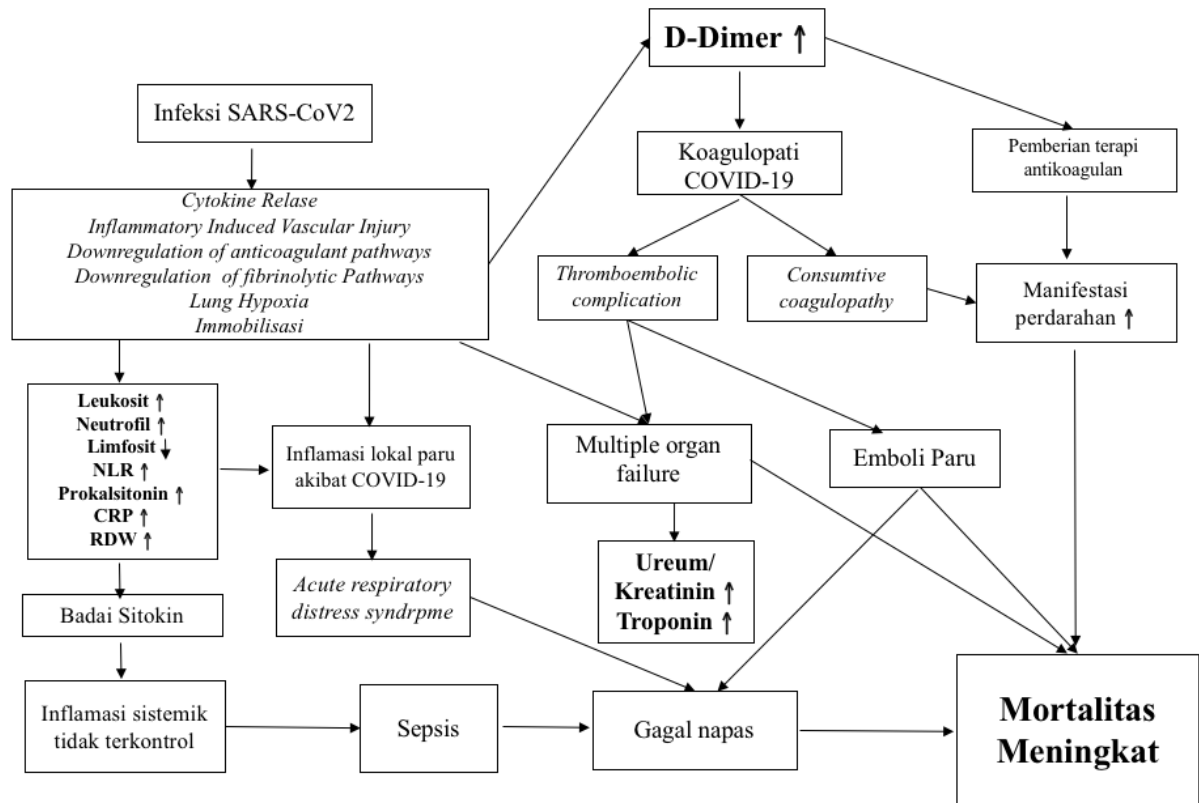 D-Dimer ↑
Infeksi SARS-CoV2
Koagulopati
COVID-19
Pemberian terapi
antikoagulan
Cytokine Relase
Inflammatory Induced Vascular Injury
Downregulation of anticoagulant pathways
Downregulation of fibrinolytic Pathways
Lung Hypoxia
Immobilisasi
Thromboembolic
complication
Consumtive
coagulopathy
Manifestasi
perdarahan ↑
Leukosit ↑
Neutrofil ↑
Limfosit ↓
NLR ↑
Prokalsitonin ↑
CRP ↑
RDW ↑
Inflamasi lokal paru
akibat COVID-19
Multiple organ
failure
Emboli Paru
Ureum/
Kreatinin ↑
Troponin ↑
Acute respiratory
distress syndrpme
Badai Sitokin
Inflamasi sistemik
tidak terkontrol
Sepsis
Gagal napas
Mortalitas
Meningkat